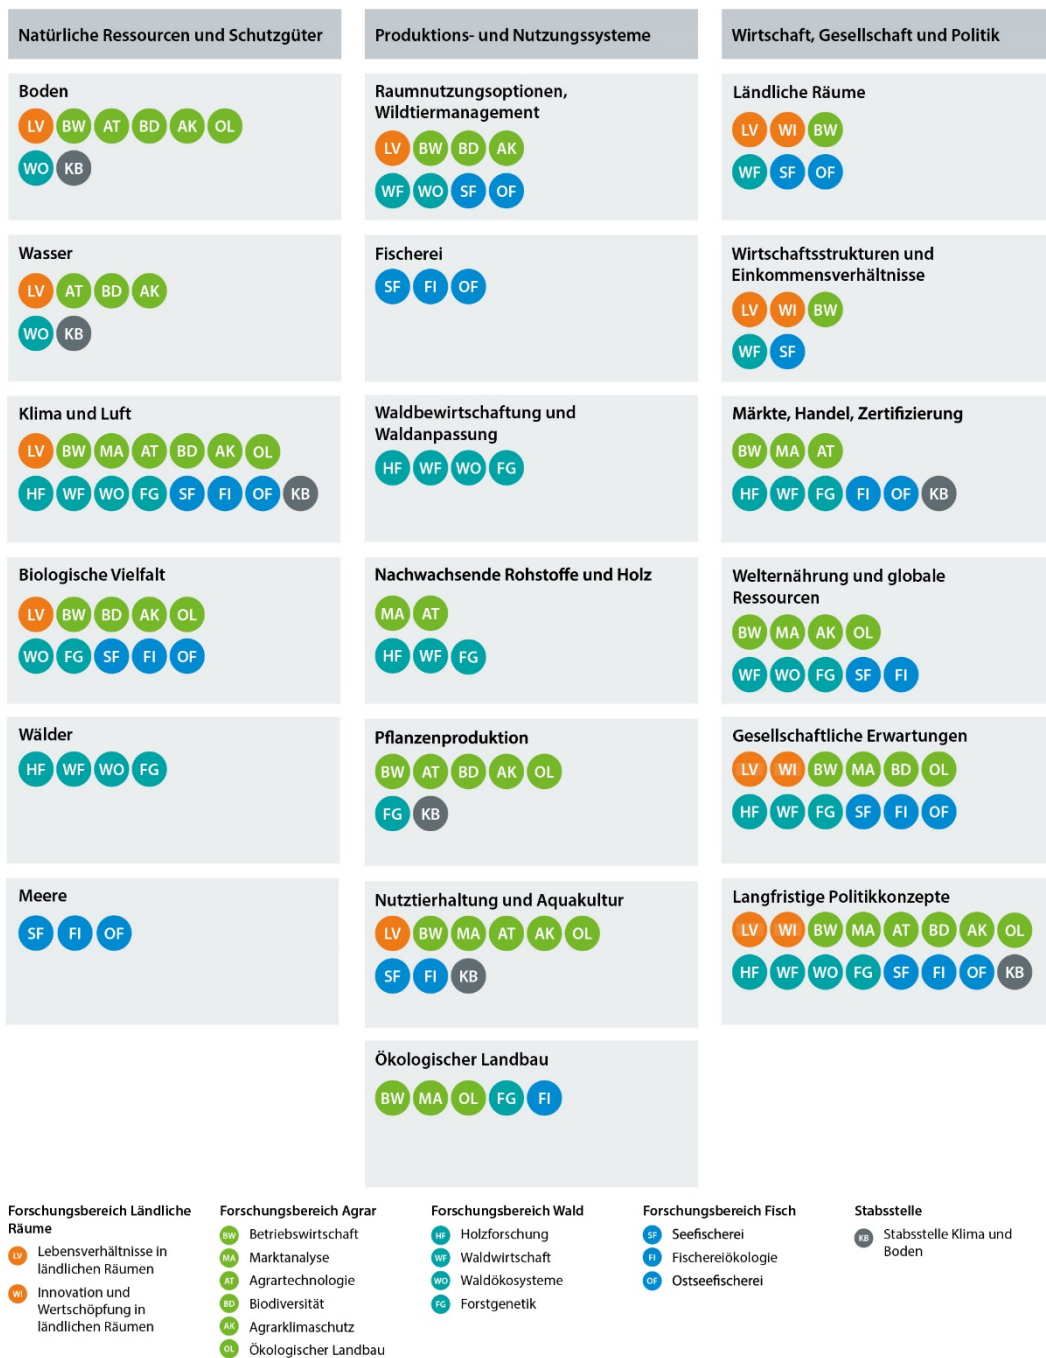 Natürliche Ressourcen und Schutzgüter
Boden
LV BW AT BD AK OL
WO KB
Wasser
LV AT BD AK
WO KB
Klima und Luft
LV BW MA AT BD AK OL
HF WF WO FG SF FI OF KB
Biologische Vielfalt
LV BW BD AK OL
WO FG SF FI OF
Wälder
HF WF WO FG
Meere
SF FI OF
Produktions- und Nutzungssysteme
Raumnutzungsoptionen,
Wildtiermanagement
LV BW BD AK
WF WO SF OF
Fischerei
SF FI OF
Waldbewirtschaftung und
Waldanpassung
HF WF WO FG
Nachwachsende Rohstoffe und Holz
MA AT
HF WF FG
Pflanzenproduktion
BW AT BD AK OL
FG KB
Nutztierhaltung und Aquakultur
LV BW MA AT AK OL
SF FI KB
Ökologischer Landbau
BW MA OL FG FI
Wirtschaft, Gesellschaft und Politik
Ländliche Räume
LV WI BW
WF SF OF
Wirtschaftsstrukturen und
Einkommensverhältnisse
LV WI BW
WF SF
Märkte, Handel, Zertifizierung
BW MA AT
HF WF FG FI OF KB
Welternährung und globale
Ressourcen
BW MA AK OL
WF WO FG SF FI
Gesellschaftliche Erwartungen
LV WI BW MA BD OL
HF WF FG SF FI OF
Langfristige Politikkonzepte
LV WI BW MA AT BD AK OL
HF WF WO FG SF FI OF KB
Forschungsbereich Ländliche
Räume
LV Lebensverhältnisse in
ländlichen Räumen
WI Innovation und
Wertschöpfung in
ländlichen Räumen
Forschungsbereich Agrar
BW Betriebswirtschaft
MA Marktanalyse
AT Agrartechnologie
BD Biodiversität
AK Agrarklimaschutz
OL Ökologischer Landbau
Forschungsbereich Wald
HF Holzforschung
WF Waldwirtschaft
WO Waldökosysteme
FG Forstgenetik
Forschungsbereich Fisch
SF Seefischerei
FI Fischereiökologie
OF Ostseefischerei
Stabsstelle
KB Stabsstelle Klima und
Boden